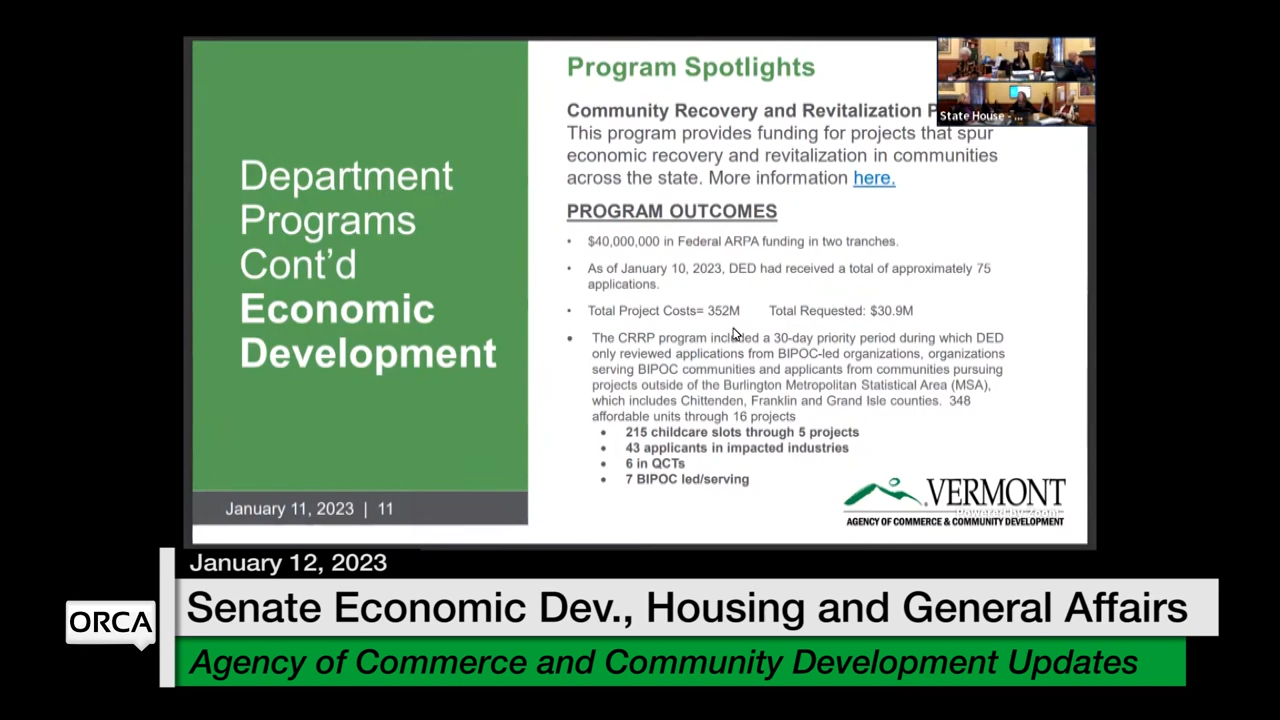 Department
Programs
Cont’d
Economic
Development
January 11, 2023 | 11
Program Spotlights
Community Recovery and Revitalization P
This program provides funding for projects that spur
economic recovery and revitalization in communities
across the state. More information here.
PROGRAM OUTCOMES
• $40,000,000 in Federal ARPA funding in two tranches.
• As of January 10, 2023, DED had received a total of approximately 75
applications.
• Total Project Costs= 352M Total Requested: $30.9M
• The CRRP program included a 30-day priority period during which DED
only reviewed applications from BIPOC-led organizations, organizations
serving BIPOC communities and applicants from communities pursuing
projects outside of the Burlington Metropolitan Statistical Area (MSA),
which includes Chittenden, Franklin and Grand Isle counties. 348
affordable units through 16 projects
• 215 childcare slots through 5 projects
• 43 applicants in impacted industries
• 6 in QCTs
• 7 BIPOC led/serving
State House - ...
VERMONT
Powered by Zoom
AGENCY OF COMMERCE & COMMUNITY DEVELOPMENT
January 12, 2023
ORCA
Senate Economic Dev., Housing and General Affairs
Agency of Commerce and Community Development Updates